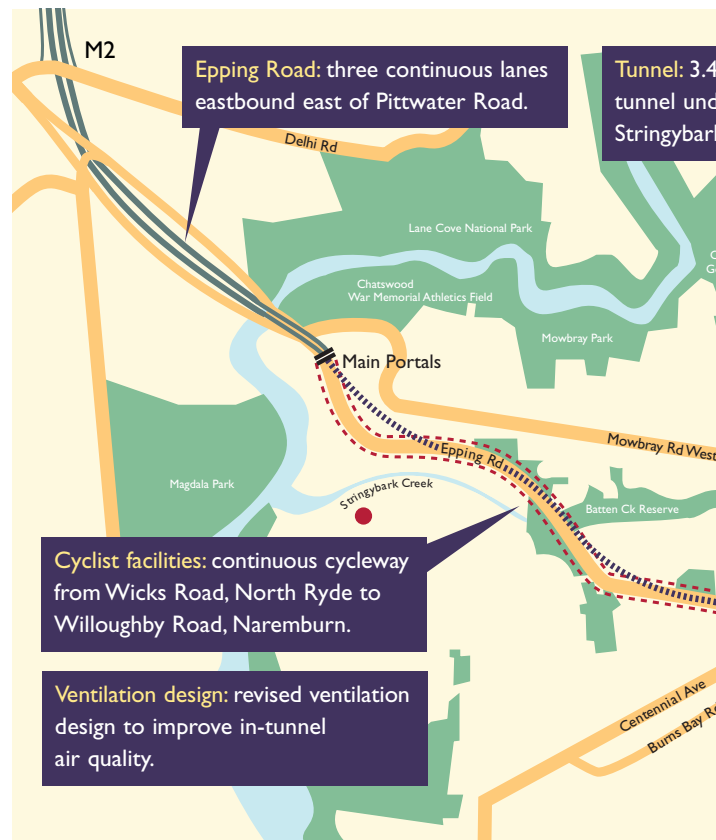 M2
Epping Road: three continuous lanes
eastbound east of Pittwater Road.
Tunnel: 3.4
tunnel
Stringybark
Delhi Rd
Lane Cove National Park
Chatswood
War Memorial Athletics Field
Mowbray Park
Main Portals
Mowbray Rd West
Epping Rd
Magdala Park
Stringybark Creek
Batten Ck Reserve
Cyclist facilities: continuous cycleway
from Wicks Road, North Ryde to
Willoughby Road, Naremburn.
Ventilation design: revised ventilation
design to improve in-tunnel
air quality.
Centennial Ave
Burns Bay